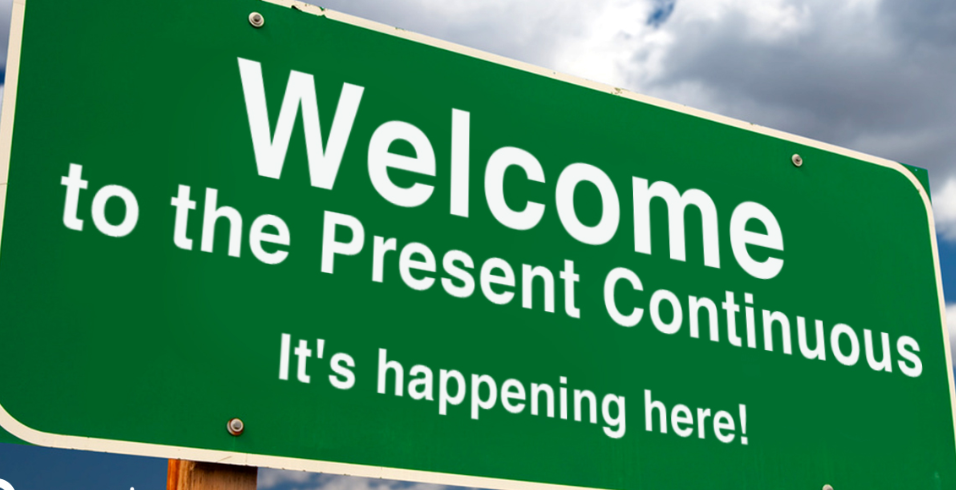 Welcome
to the Present Continuous
It's happening here!